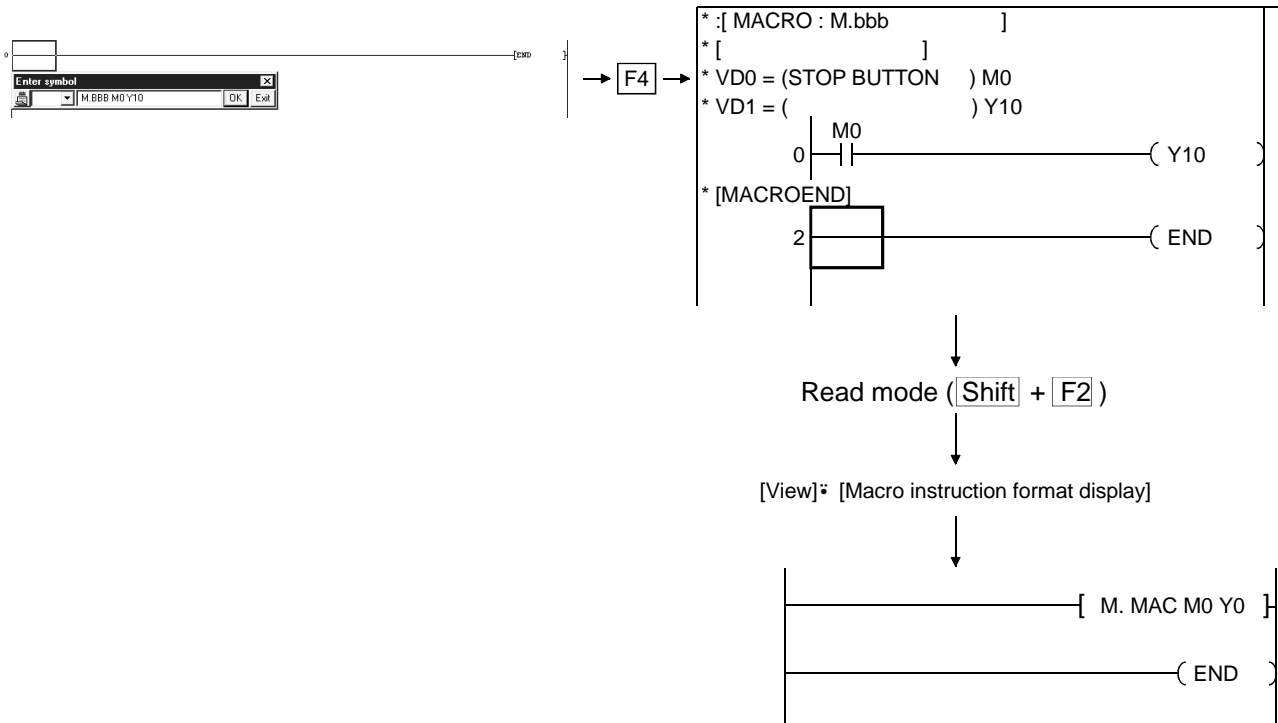 0
[END ]
Enter symbol
M.BBB M0 Y10 OK Exit
F4
* :[ MACRO : M.bbb ]
* [ ]
* VD0 = (STOP BUTTON ) M0
* VD1 = ( ) Y10
M0
0 ( Y10 )
* [MACROEND]
2 ( END )
Read mode ( Shift + F2 )
[View] [Macro instruction format display]
[ M. MAC M0 Y0 ]
( END )